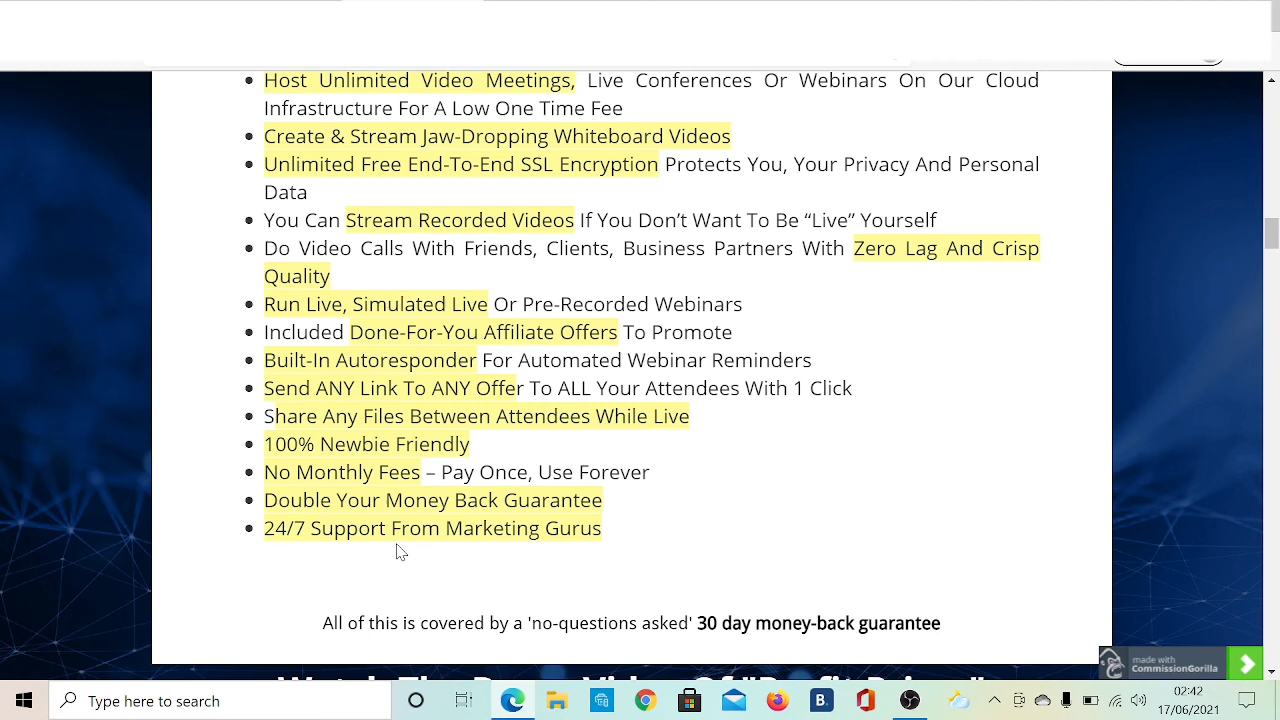 Host Unlimited Video Meetings, Live Conferences Or Webinars On Our Cloud
Infrastructure For A Low One Time Fee
Create & Stream Jaw-Dropping Whiteboard Videos
Unlimited Free End-To-End SSL Encryption Protects You, Your Privacy And Personal
Data
You Can Stream Recorded Videos If You Don’t Want To Be “Live” Yourself
Do Video Calls With Friends, Clients, Business Partners With Zero Lag And Crisp
Quality
Run Live, Simulated Live Or Pre-Recorded Webinars
Included Done-For-You Affiliate Offers To Promote
Built-In Autoresponder For Automated Webinar Reminders
Send ANY Link To ANY Offer To ALL Your Attendees With 1 Click
Share Any Files Between Attendees While Live
100% Newbie Friendly
No Monthly Fees – Pay Once, Use Forever
Double Your Money Back Guarantee
24/7 Support From Marketing Gurus
All of this is covered by a 'no-questions asked' 30 day money-back guarantee
made with
CommissionGorilla
Type here to search
B.
02:42
17/06/2021